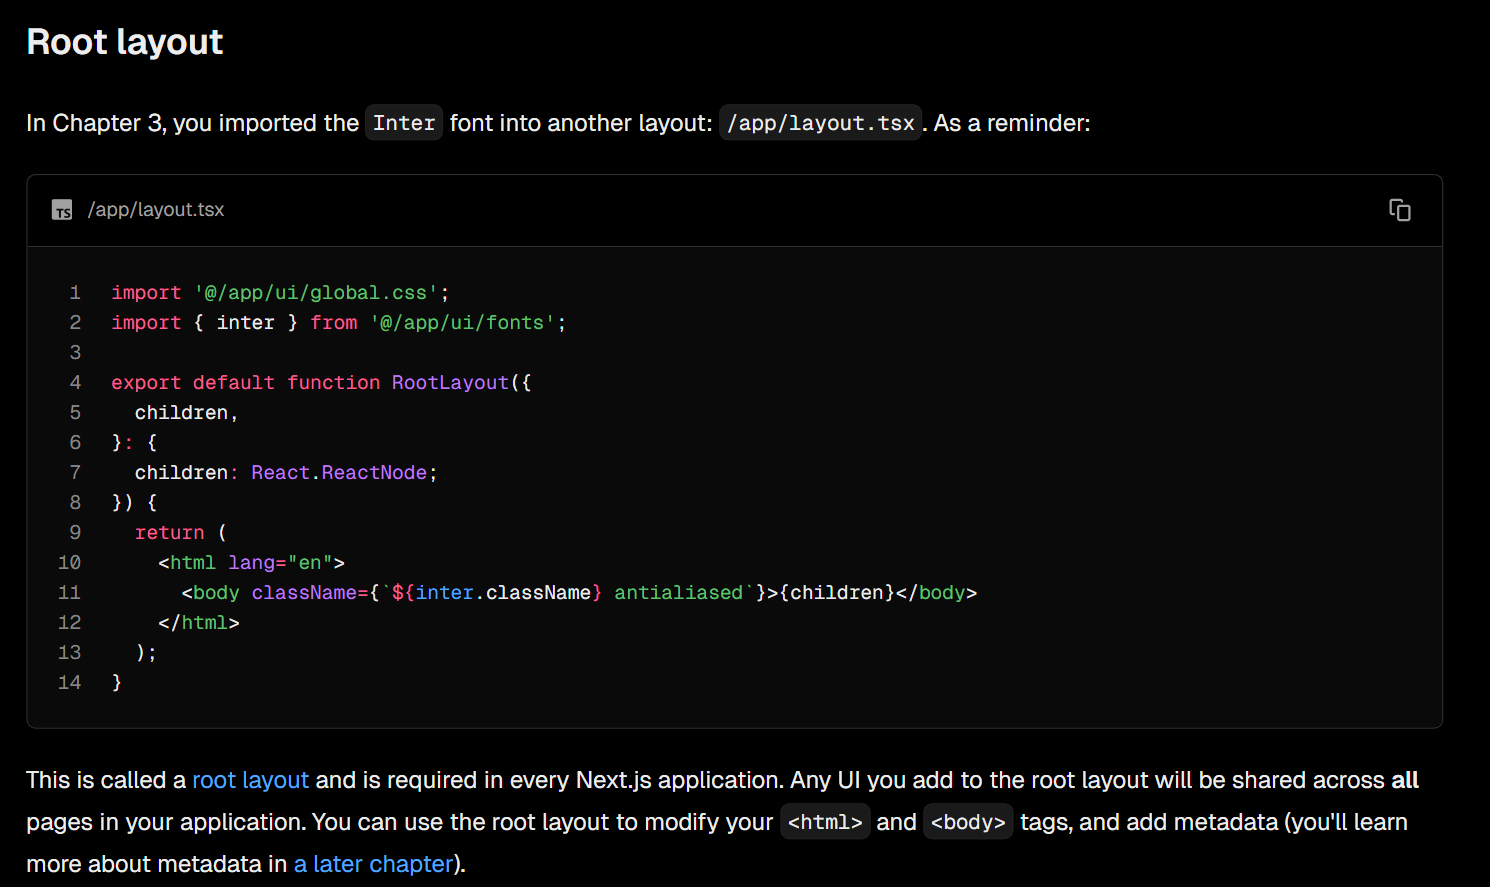 Root layout
In Chapter 3, you imported the Inter font into another layout: /app/layout.tsx. As a reminder:
TS /app/layout.tsx
1 import '@/app/ui/global.css';
2 import { inter } from '@/app/ui/fonts';
3
4 export default function RootLayout({
5   children,
6 }: {
7   children: React.ReactNode;
8 }) {
9   return (
10     <html lang="en">
11       <body className={`${inter.className} antialiased`}>{children}</body>
12     </html>
13   );
14 }
This is called a root layout and is required in every Next.js application. Any UI you add to the root layout will be shared across all
pages in your application. You can use the root layout to modify your <html> and <body> tags, and add metadata (you'll learn
more about metadata in a later chapter).